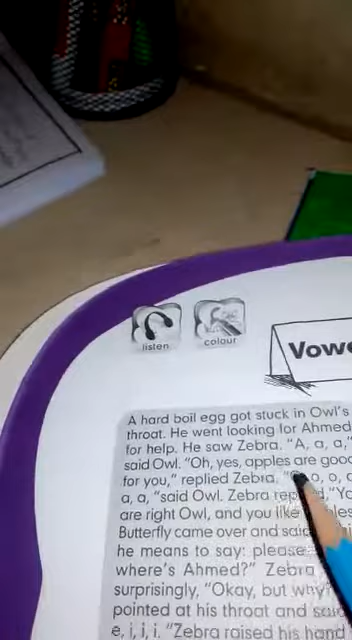 listen
colour
Vowe
A hard boil egg got stuck in Owl's
throat. He went looking for Ahmed
for help. He saw Zebra. "A, a, a,"
said Owl. "Oh, yes, apples are good
for you," replied Zebra. "O, o, o,
a, a, "said Owl. Zebra replied, "Yo
are right Owl, and you like
Butterfly came over and said
he means to say: please
where's Ahmed?" Zebra
surprisingly, "Okay, but why
pointed at his throat and said
e, i, i, i. "Zebra raised his hand